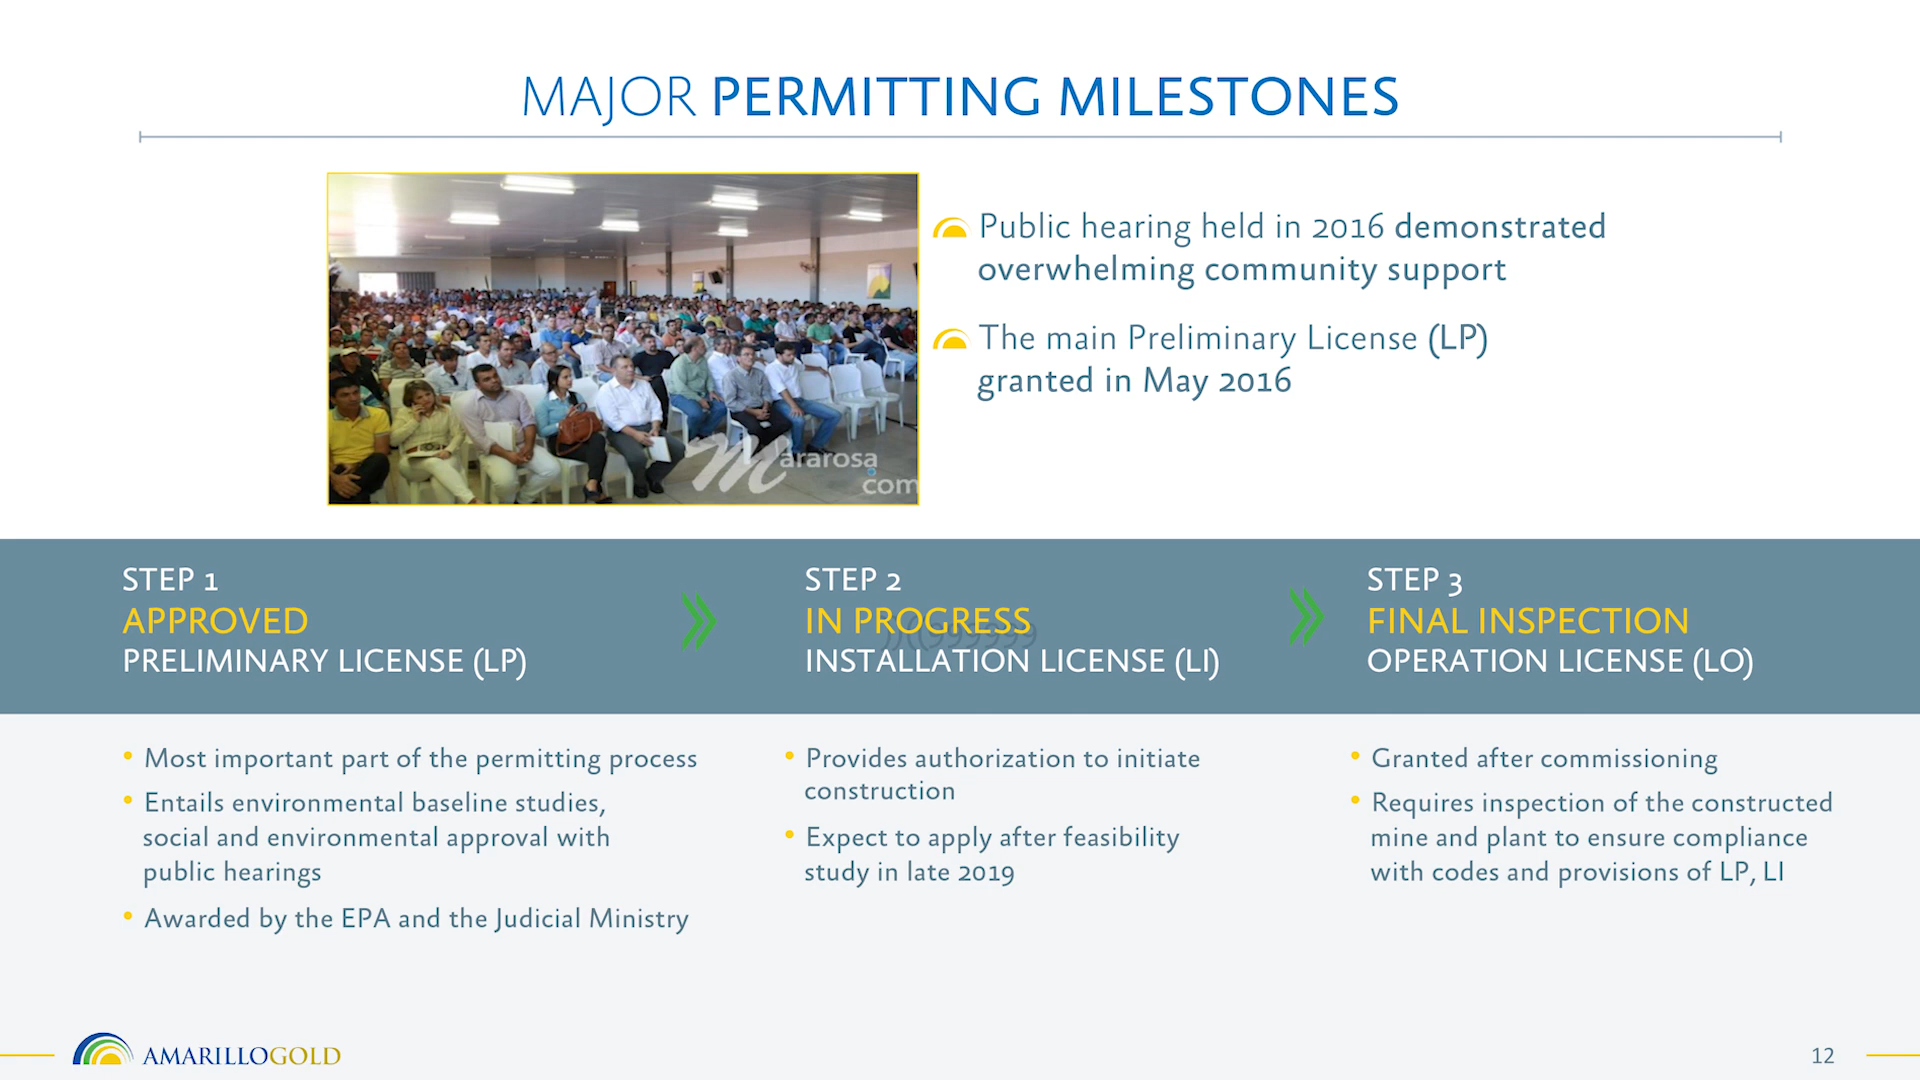 MAJOR PERMITTING MILESTONES
Public hearing held in 2016 demonstrated
overwhelming community support
The main Preliminary License (LP)
granted in May 2016
Mararosa
.com
STEP 1
APPROVED
PRELIMINARY LICENSE (LP)
STEP 2
IN PROGRESS
INSTALLATION LICENSE (LI)
STEP 3
FINAL INSPECTION
OPERATION LICENSE (LO)
• Most important part of the permitting process
• Entails environmental baseline studies,
social and environmental approval with
public hearings
• Awarded by the EPA and the Judicial Ministry
• Provides authorization to initiate
construction
• Expect to apply after feasibility
study in late 2019
• Granted after commissioning
• Requires inspection of the constructed
mine and plant to ensure compliance
with codes and provisions of LP, LI
AMARILLOGOLD
12